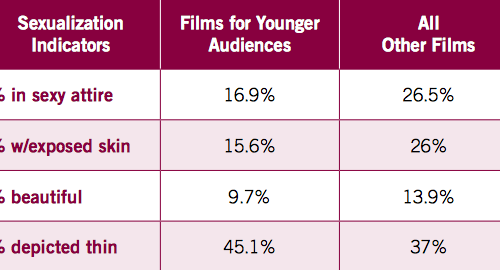 Sexualization Indicators
Films for Younger Audiences
All Other Films
% in sexy attire 16.9% 26.5%
% w/exposed skin 15.6% 26%
% beautiful 9.7% 13.9%
% depicted thin 45.1% 37%